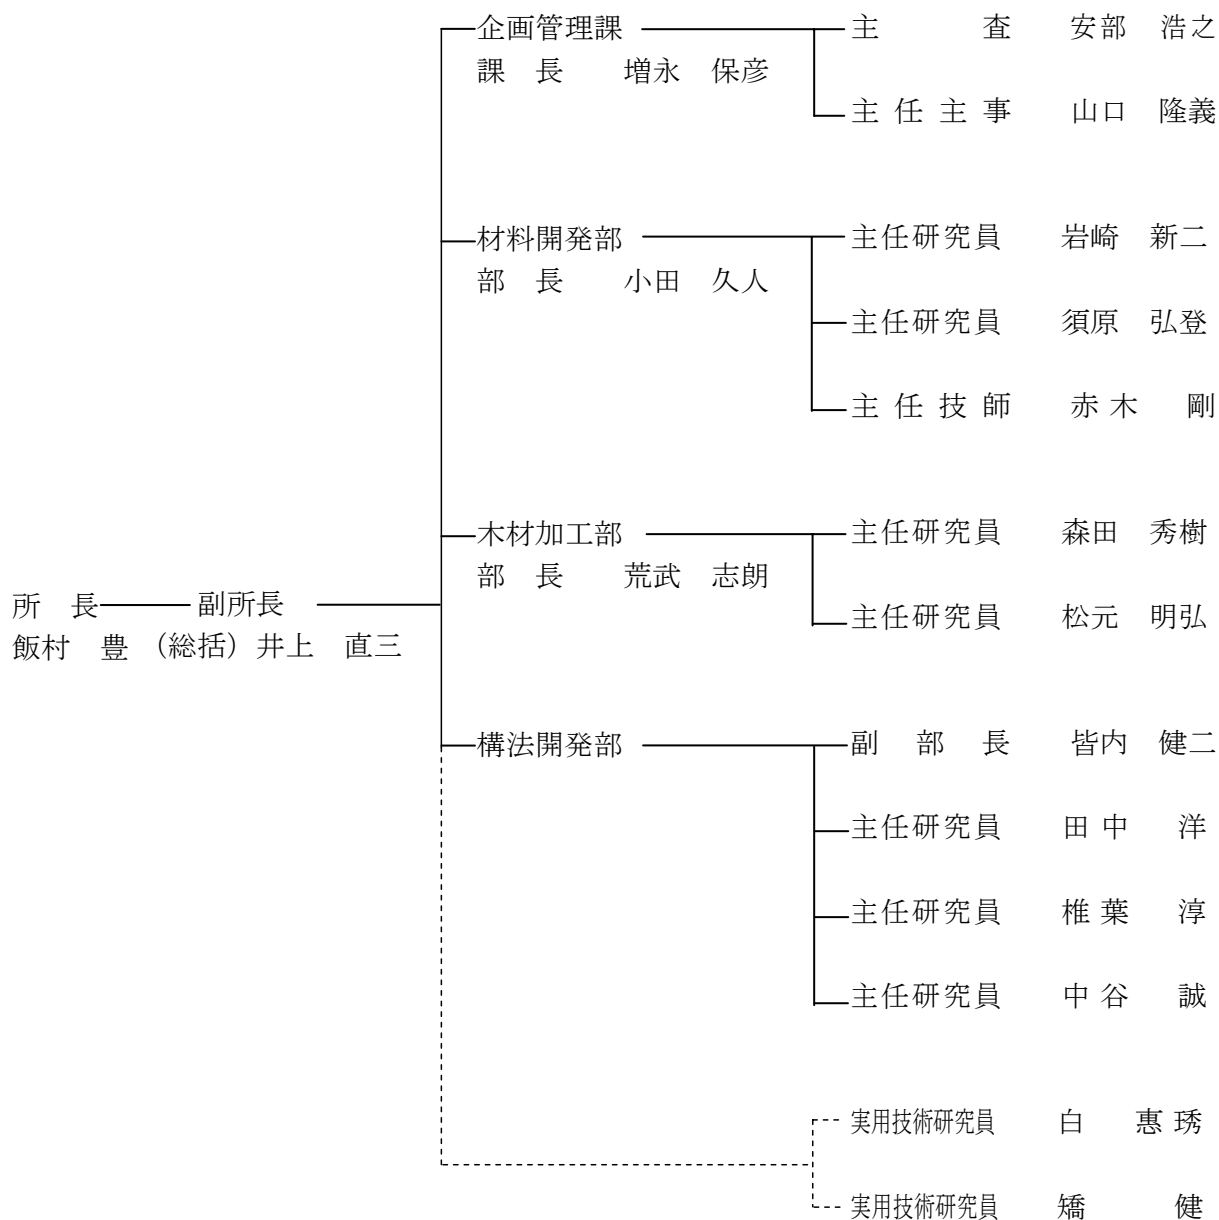 企画管理課 主 査 安部 浩之
課 長 増永 保彦
主 任 主 事 山口 隆義
材料開発部 主任研究員 岩崎 新二
部 長 小田 久人
主任研究員 須原 弘登
主 任 技 師 赤 木 剛
木材加工部 主任研究員 森田 秀樹
部 長 荒武 志朗
所 長 副所長 主任研究員 松元 明弘
飯村 豊 （総括）井上 直三
構法開発部 副 部 長 皆内 健二
主任研究員 田 中 洋
主任研究員 椎 葉 淳
主任研究員 中 谷 誠
実用技術研究員 白 惠 琇
実用技術研究員 矯 健